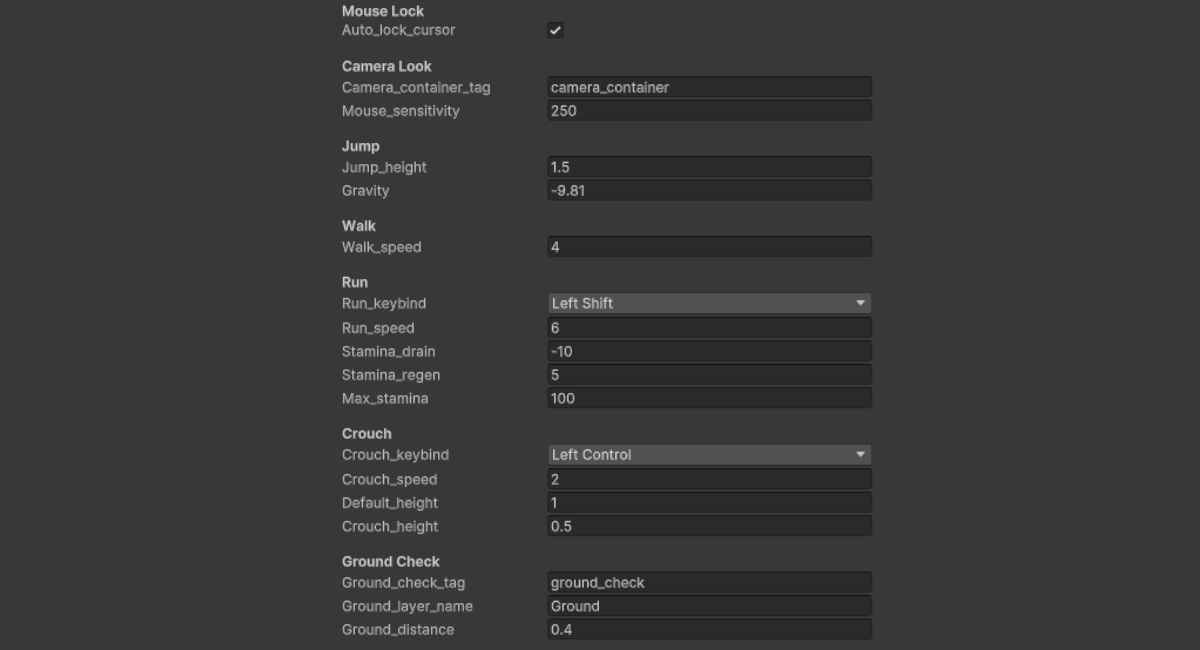 Mouse Lock
Auto_lock_cursor
Camera Look
Camera_container_tag camera_container
Mouse_sensitivity 250
Jump
Jump_height 1.5
Gravity -9.81
Walk
Walk_speed 4
Run
Run_keybind Left Shift
Run_speed 6
Stamina_drain -10
Stamina_regen 5
Max_stamina 100
Crouch
Crouch_keybind Left Control
Crouch_speed 2
Default_height 1
Crouch_height 0.5
Ground Check
Ground_check_tag ground_check
Ground_layer_name Ground
Ground_distance 0.4